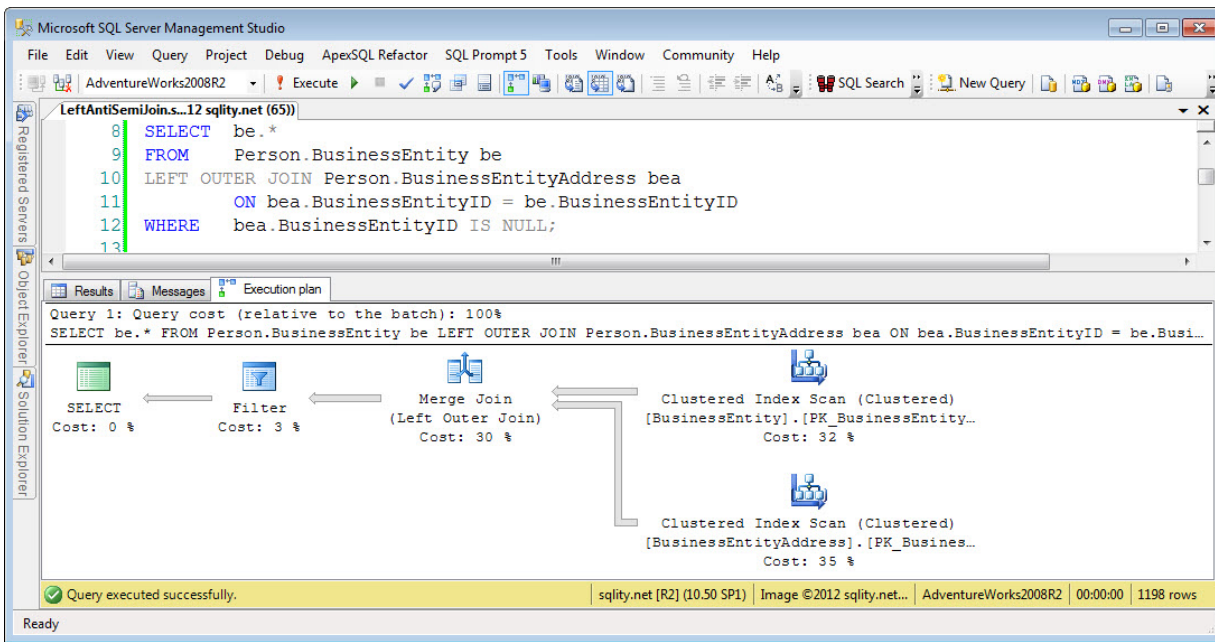 Microsoft SQL Server Management Studio
File Edit View Query Project Debug ApexSQL Refactor SQL Prompt 5 Tools Window Community Help
AdventureWorks2008R2 Execute SQL Search New Query
LeftAntiSemiJoin.s...12 sqlity.net (65))
Registered Servers
Object Explorer
Solution Explorer
8 SELECT be.*
9 FROM Person.BusinessEntity be
10 LEFT OUTER JOIN Person.BusinessEntityAddress bea
11 ON bea.BusinessEntityID = be.BusinessEntityID
12 WHERE bea.BusinessEntityID IS NULL;
13
Results Messages Execution plan
Query 1: Query cost (relative to the batch): 100%
SELECT be.* FROM Person.BusinessEntity be LEFT OUTER JOIN Person.BusinessEntityAddress bea ON bea.BusinessEntityID = be.Busi...
SELECT
Cost: 0 %
Filter
Cost: 3 %
Merge Join
(Left Outer Join)
Cost: 30 %
Clustered Index Scan (Clustered)
[BusinessEntity].[PK_BusinessEntity...
Cost: 32 %
Clustered Index Scan (Clustered)
[BusinessEntityAddress].[PK_Busines...
Cost: 35 %
Query executed successfully. sqlity.net [R2] (10.50 SP1) Image ©2012 sqlity.net... AdventureWorks2008R2 00:00:00 1198 rows
Ready